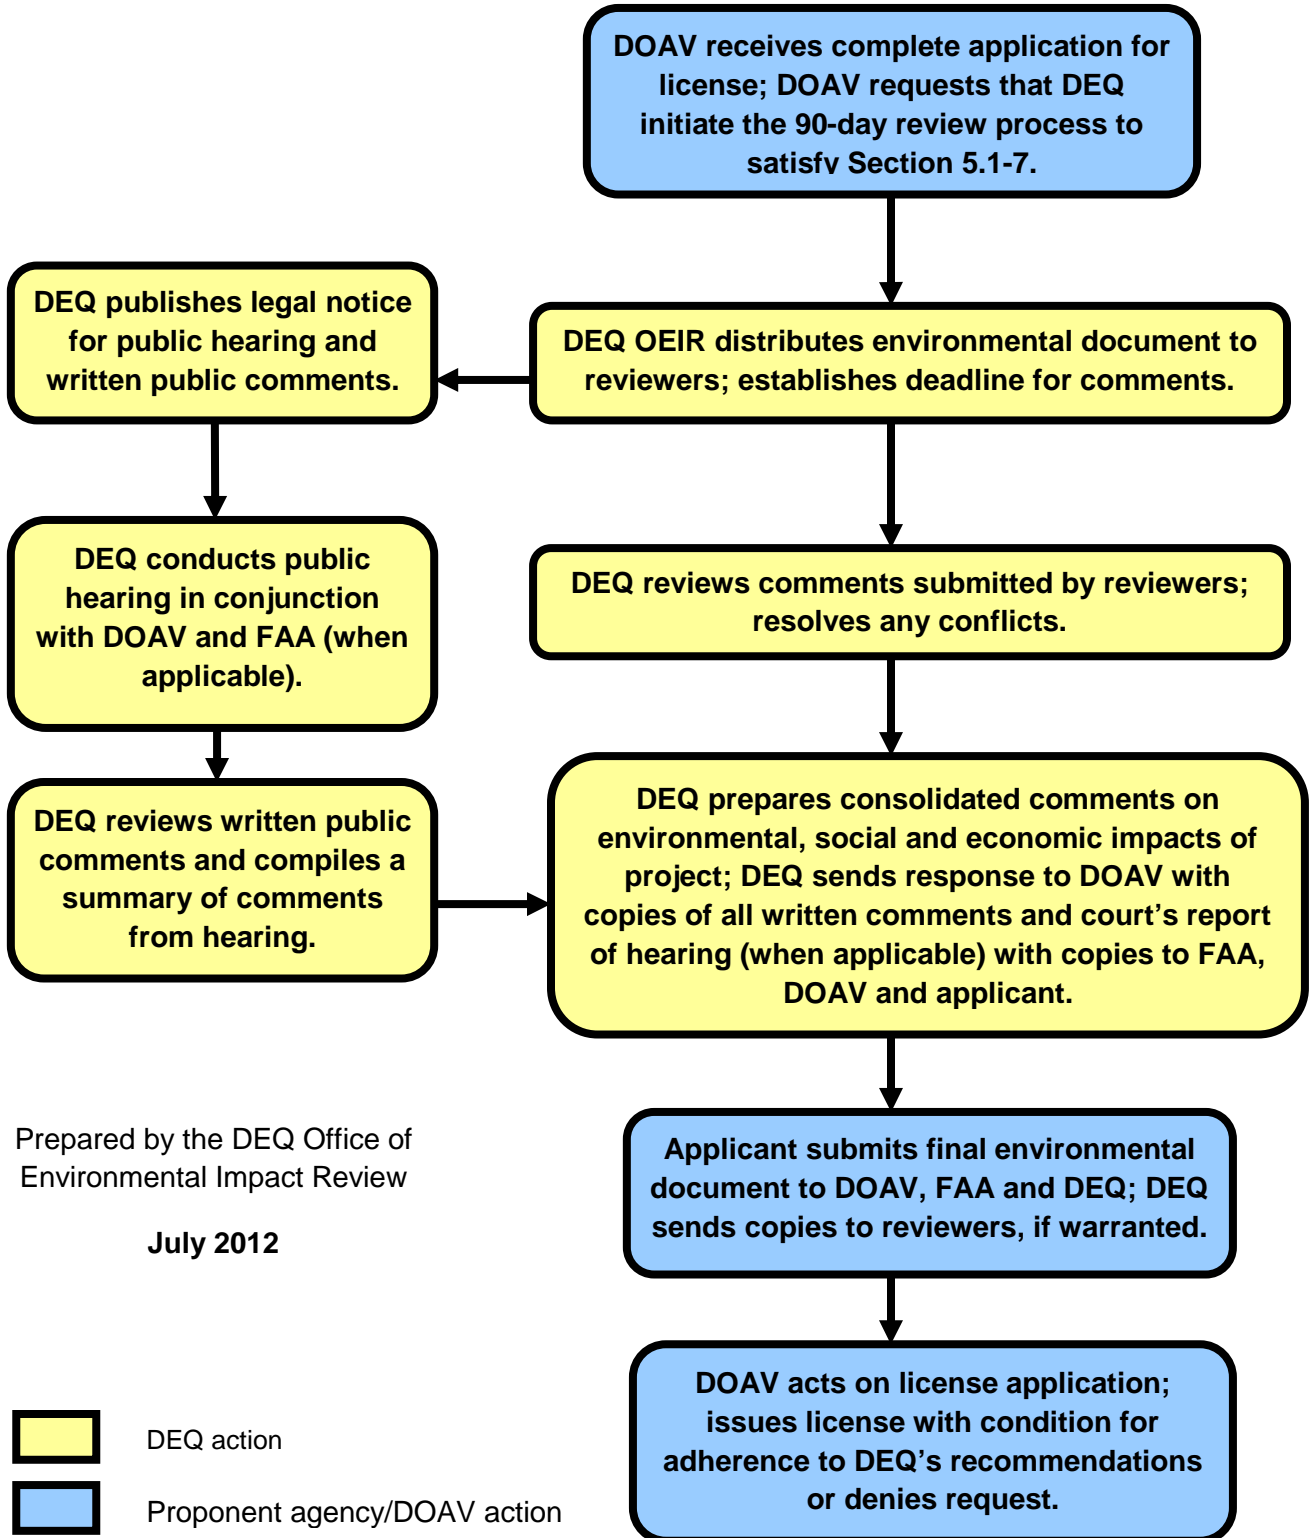 DOAV receives complete application for
license; DOAV requests that DEQ
initiate the 90-day review process to
satisfy Section 5.1-7.
DEQ publishes legal notice
for public hearing and
written public comments.
DEQ OEIR distributes environmental document to
reviewers; establishes deadline for comments.
DEQ conducts public
hearing in conjunction
with DOAV and FAA (when
applicable).
DEQ reviews comments submitted by reviewers;
resolves any conflicts.
DEQ reviews written public
comments and compiles a
summary of comments
from hearing.
DEQ prepares consolidated comments on
environmental, social and economic impacts of
project; DEQ sends response to DOAV with
copies of all written comments and court’s report
of hearing (when applicable) with copies to FAA,
DOAV and applicant.
Applicant submits final environmental
document to DOAV, FAA and DEQ; DEQ
sends copies to reviewers, if warranted.
Prepared by the DEQ Office of
Environmental Impact Review
July 2012
DOAV acts on license application;
issues license with condition for
adherence to DEQ’s recommendations
or denies request.
DEQ action
Proponent agency/DOAV action